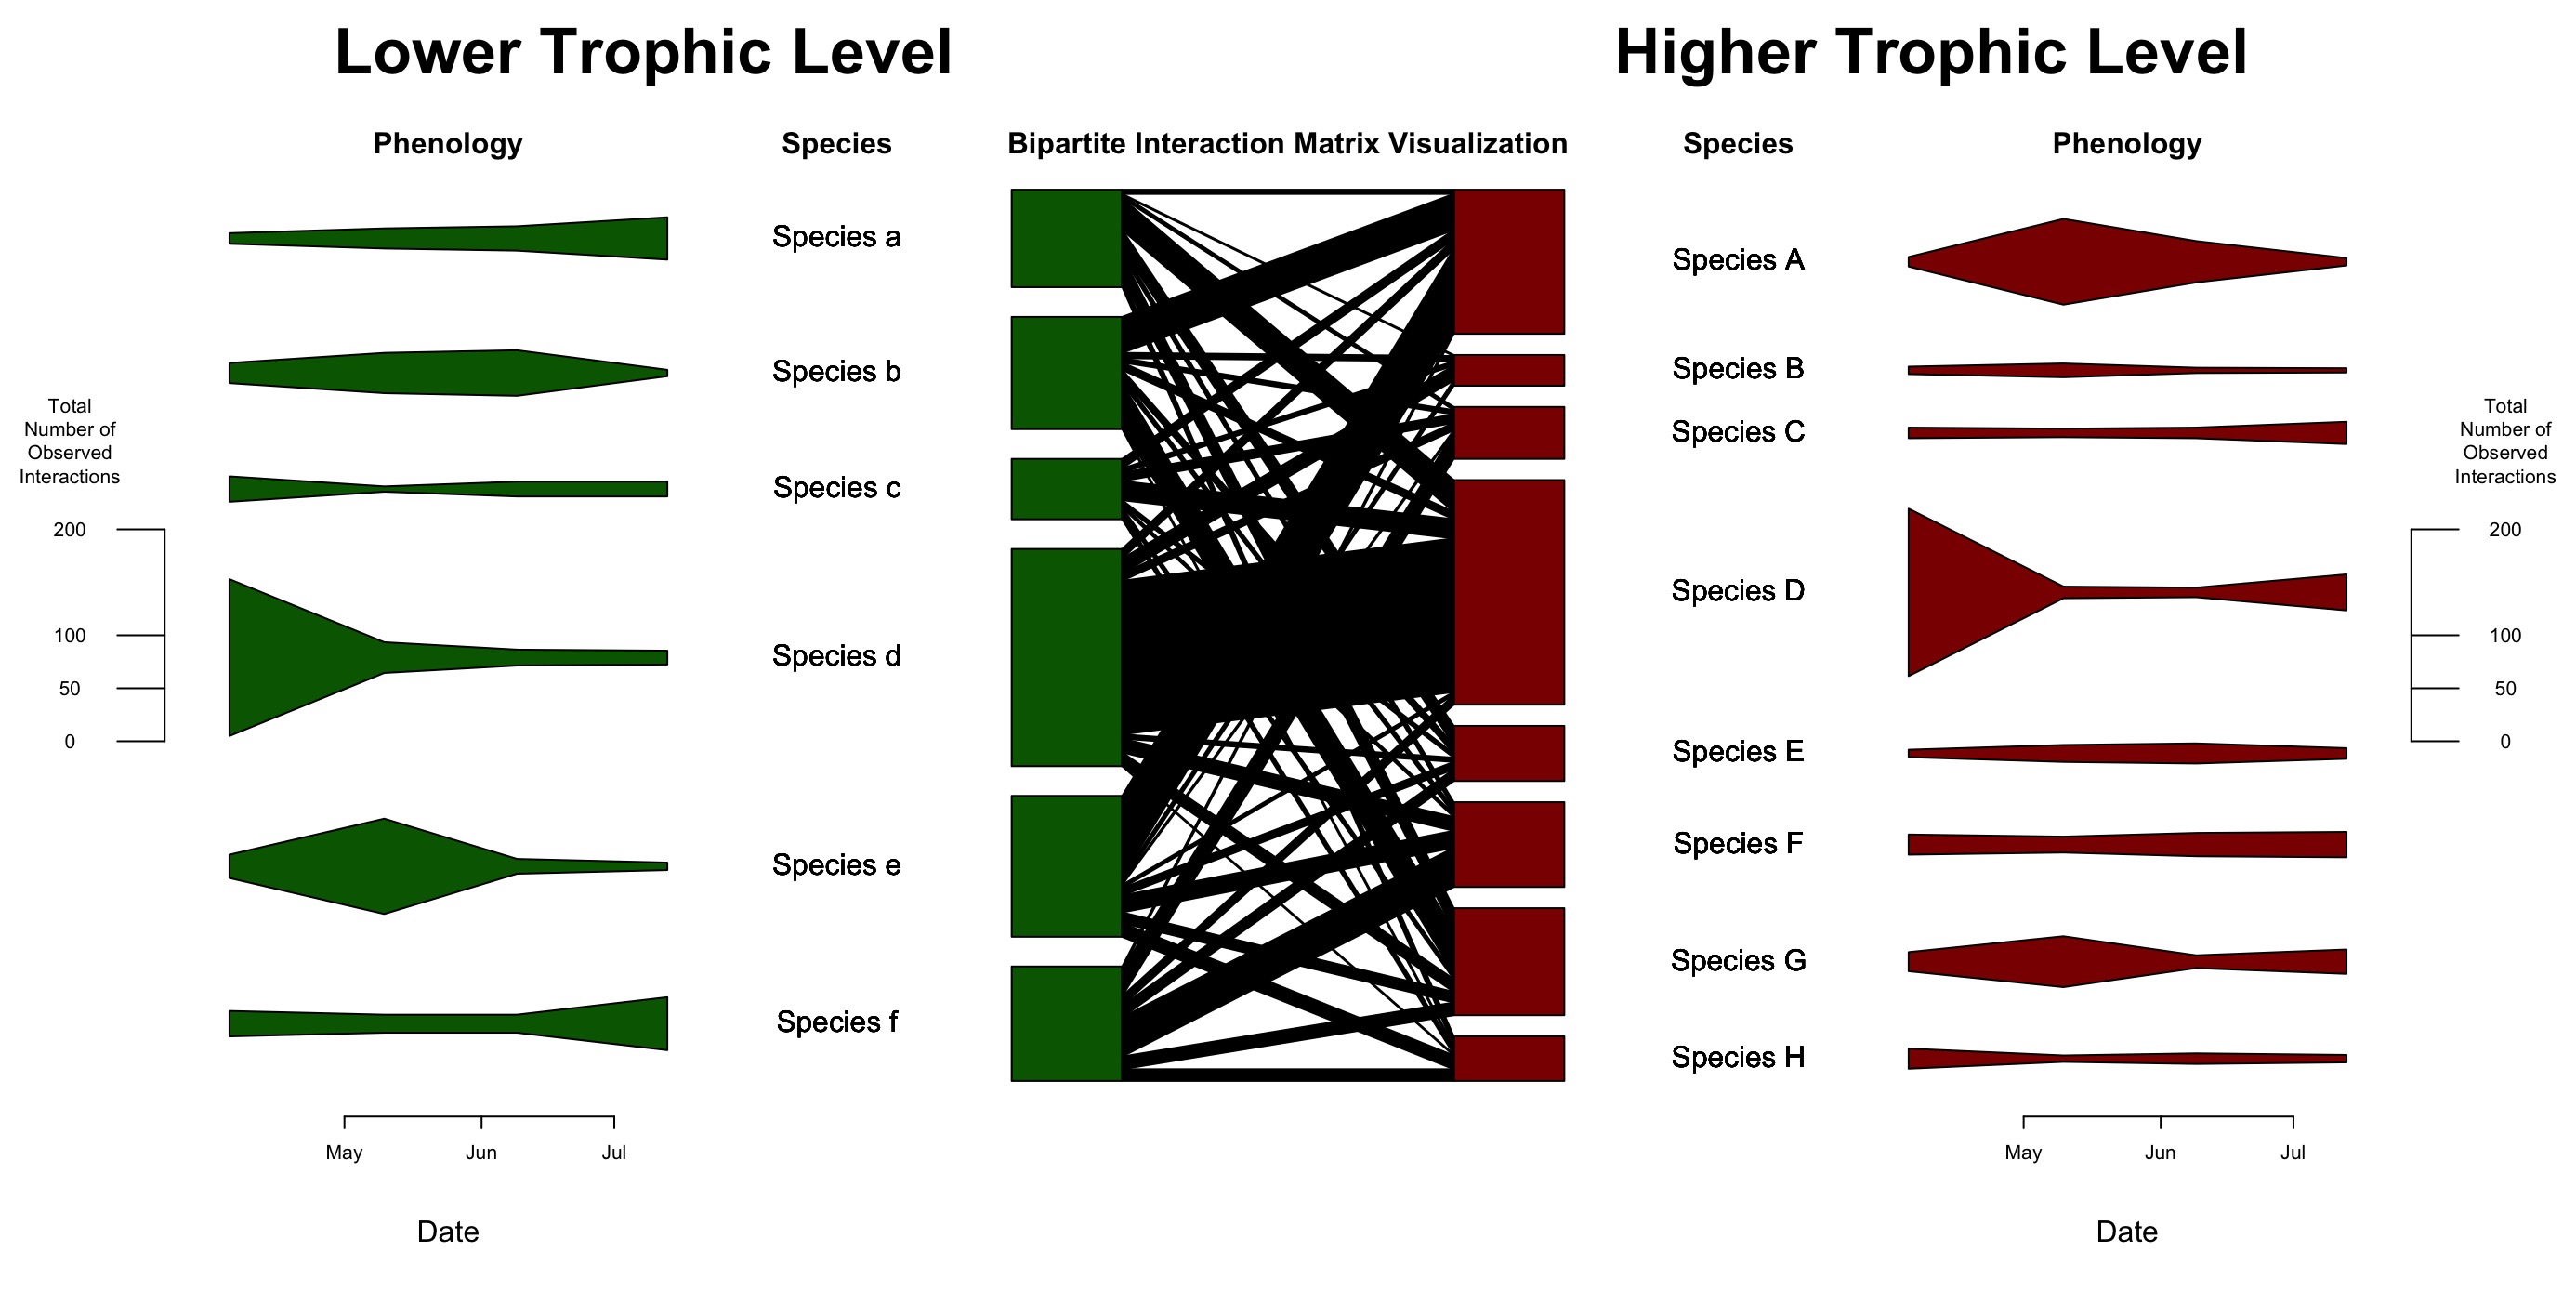 Lower Trophic Level
Higher Trophic Level
Phenology
Species
Bipartite Interaction Matrix Visualization
Species
Phenology
Species a
Species b
Species c
Species d
Species e
Species f
Species A
Species B
Species C
Species D
Species E
Species F
Species G
Species H
Total
Number of
Observed
Interactions
200
100
50
0
Total
Number of
Observed
Interactions
200
100
50
0
May
Jun
Jul
Date
May
Jun
Jul
Date